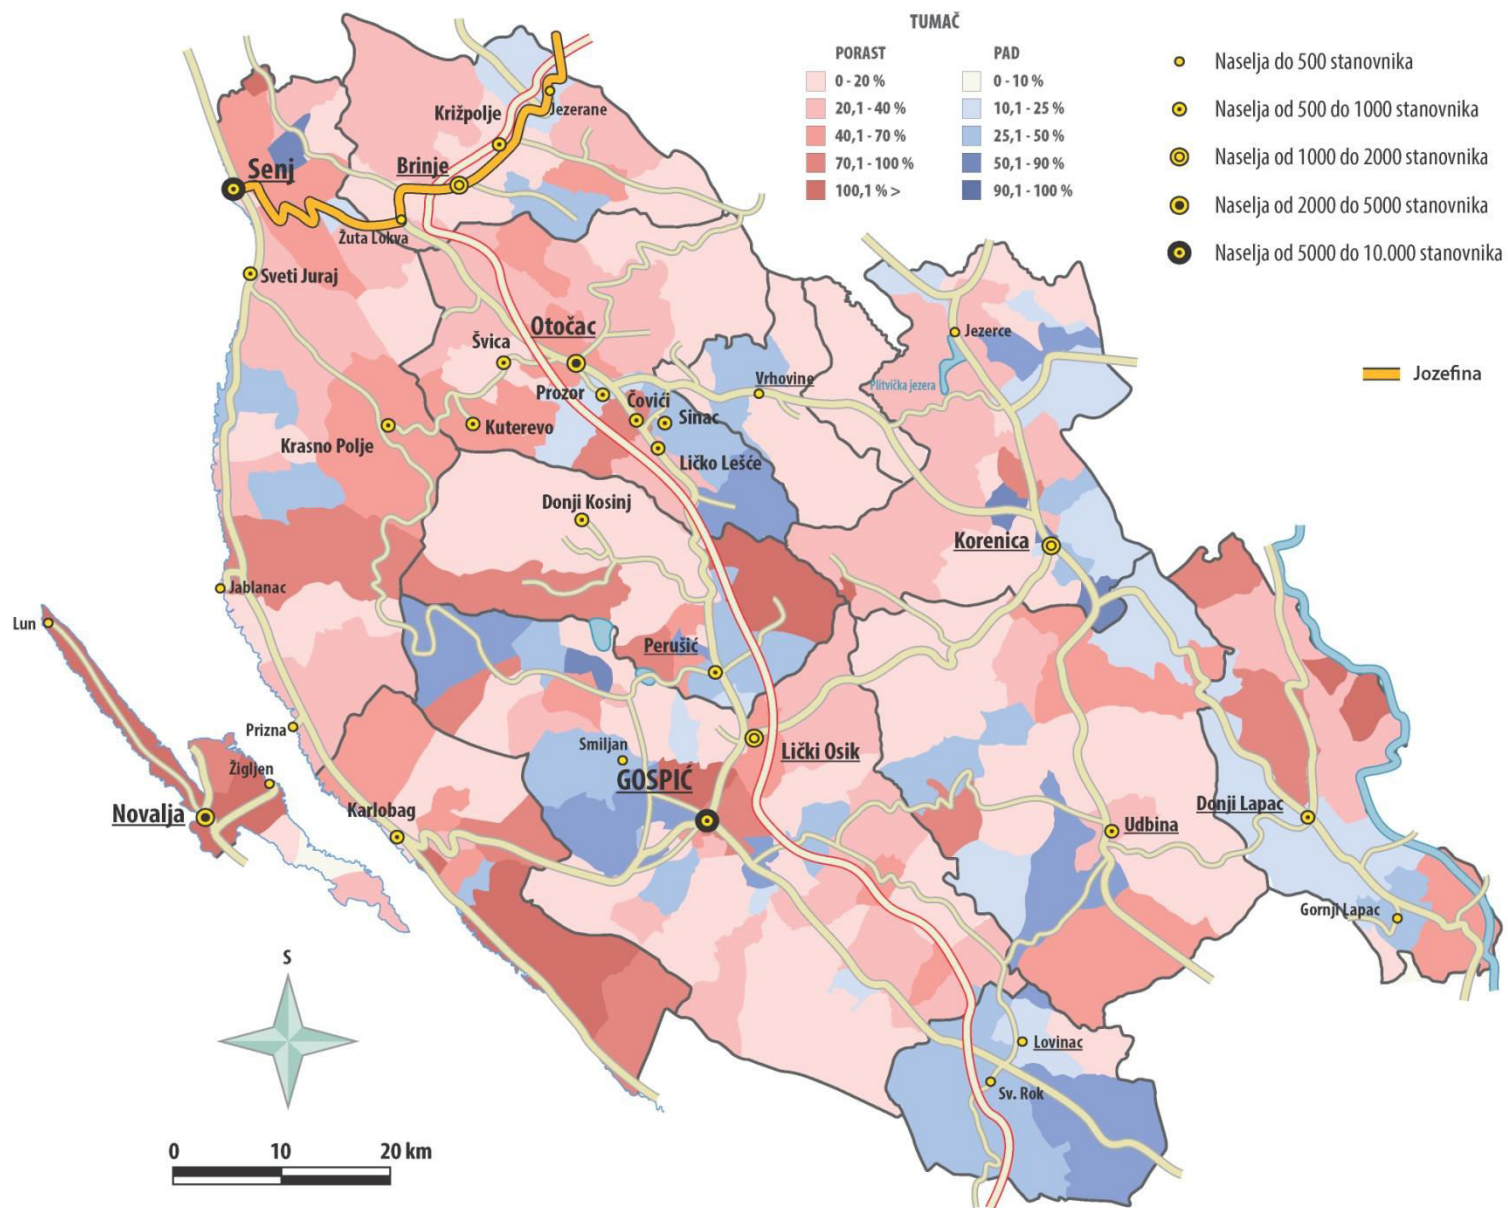 TUMAČ
PORAST
0 - 20 %
20,1 - 40 %
40,1 - 70 %
70,1 - 100 %
100,1 % >
PAD
0 - 10 %
10,1 - 25 %
25,1 - 50 %
50,1 - 90 %
90,1 - 100 %
Naselja do 500 stanovnika
Naselja od 500 do 1000 stanovnika
Naselja od 1000 do 2000 stanovnika
Naselja od 2000 do 5000 stanovnika
Naselja od 5000 do 10.000 stanovnika
Jozefina
Križpolje
Jezerane
Senj
Brinje
Žuta Lokva
Sveti Juraj
Otočac
Švica
Jezerce
Vrhovine
Plitvička jezera
Prozor
Čovići
Sinac
Kuterevo
Krasno Polje
Ličko Lešće
Donji Kosinj
Korenica
Jablanac
Lun
Perušić
Prizna
Smiljan
Lički Osik
Žigljen
GOSPIĆ
Novalja
Karlobag
Udbina
Donji Lapac
Gornji Lapac
S
Lovinac
Sv. Rok
0
10
20 km